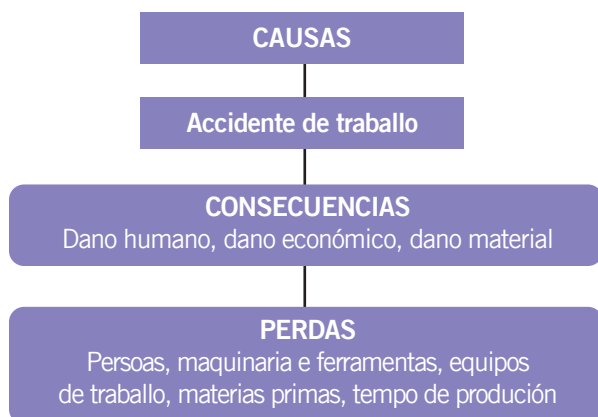 CAUSAS
Accidente de traballo
CONSECUENCIAS
Dano humano, dano económico, dano material
PERDAS
Persoas, maquinaria e ferramentas, equipos
de traballo, materias primas, tempo de produción